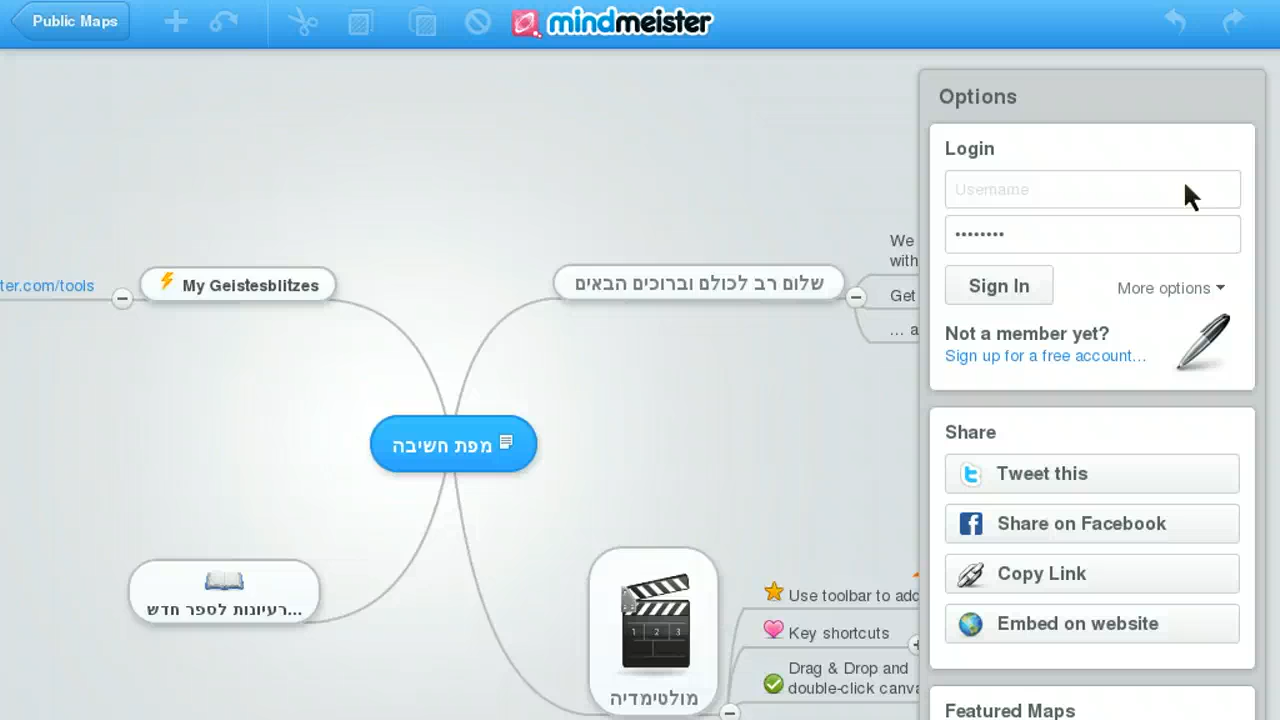 Public Maps
mindmeister
Options
Login
Username
Sign In
More options
Not a member yet?
Sign up for a free account...
Share
Tweet this
Share on Facebook
Copy Link
Embed on website
Featured Maps
ter.com/tools
My Geistesblitzes
שלום רב לכולם וברוכים הבאים
We
with
Get
... a
מפת חשיבה
רעיונות לספר חדש...
1 2 3
מולטימדיה
Use toolbar to add
Key shortcuts
Drag & Drop and
double-click canva